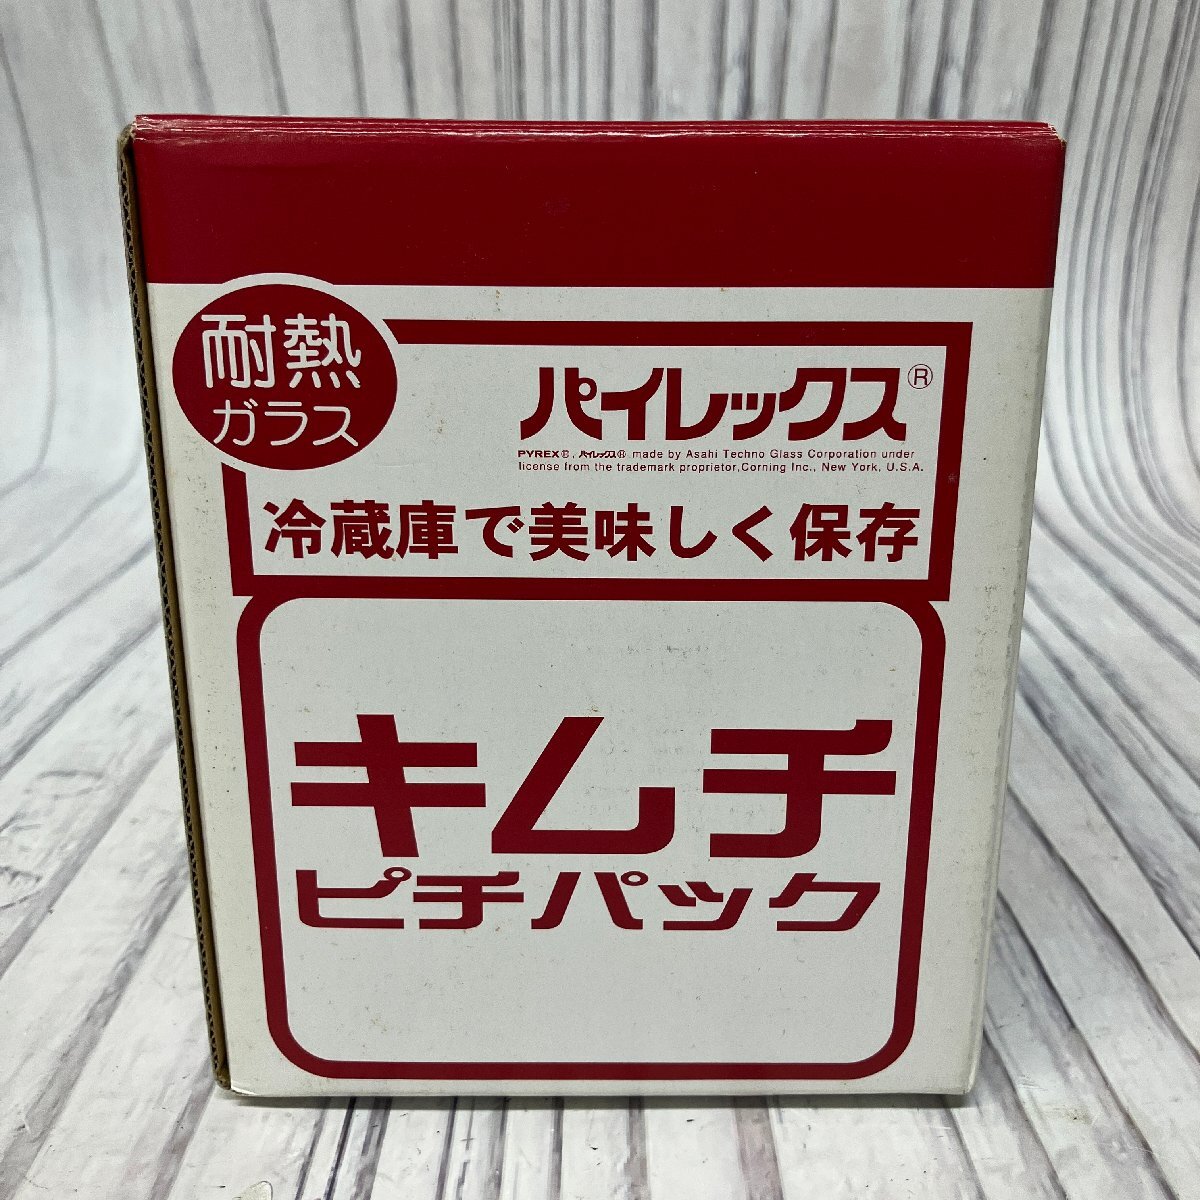 耐熱
ガラス
パイレックス®
PYREX®, パイレックス® made by Asahi Techno Glass Corporation under
license from the trademark proprietor,Corning Inc., New York, U.S.A.
冷蔵庫で美味しく保存
キムチ
ピチパック